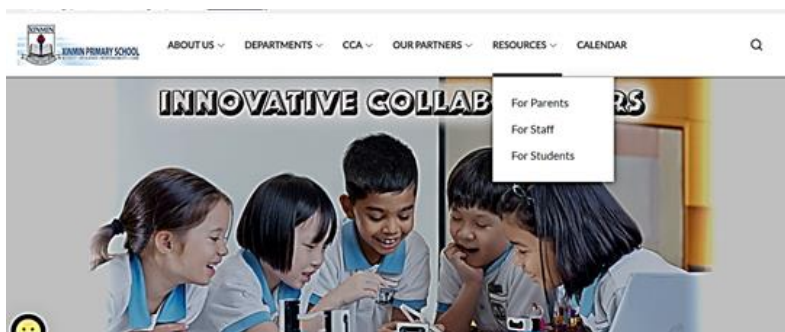 XINMIN
XINMIN PRIMARY SCHOOL
ABOUT US
DEPARTMENTS
CCA
OUR PARTNERS
RESOURCES
CALENDAR
For Parents
For Staff
For Students
INNOVATIVE COLLAB
RS